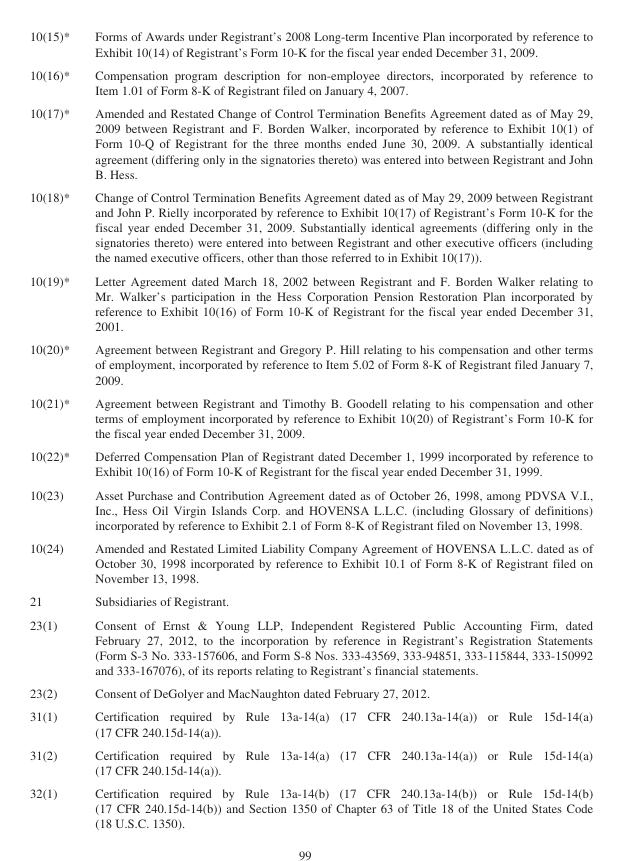 10(15)* Forms of Awards under Registrant's 2008 Long-term Incentive Plan incorporated by reference to
Exhibit 10(14) of Registrant's Form 10-K for the fiscal year ended December 31, 2009.
10(16)* Compensation program description for non-employee directors, incorporated by reference to
Item 1.01 of Form 8-K of Registrant filed on January 4, 2007.
10(17)* Amended and Restated Change of Control Termination Benefits Agreement dated as of May 29,
2009 between Registrant and F. Borden Walker, incorporated by reference to Exhibit 10(1) of
Form 10-Q of Registrant for the three months ended June 30, 2009. A substantially identical
agreement (differing only in the signatories thereto) was entered into between Registrant and John
B. Hess.
10(18)* Change of Control Termination Benefits Agreement dated as of May 29, 2009 between Registrant
and John P. Rielly incorporated by reference to Exhibit 10(17) of Registrant's Form 10-K for the
fiscal year ended December 31, 2009. Substantially identical agreements (differing only in the
signatories thereto) were entered into between Registrant and other executive officers (including
the named executive officers, other than those referred to in Exhibit 10(17)).
10(19)* Letter Agreement dated March 18, 2002 between Registrant and F. Borden Walker relating to
Mr. Walker's participation in the Hess Corporation Pension Restoration Plan incorporated by
reference to Exhibit 10(16) of Form 10-K of Registrant for the fiscal year ended December 31,
2001.
10(20)* Agreement between Registrant and Gregory P. Hill relating to his compensation and other terms
of employment, incorporated by reference to Item 5.02 of Form 8-K of Registrant filed January 7,
2009.
10(21)* Agreement between Registrant and Timothy B. Goodell relating to his compensation and other
terms of employment incorporated by reference to Exhibit 10(20) of Registrant's Form 10-K for
the fiscal year ended December 31, 2009.
10(22)* Deferred Compensation Plan of Registrant dated December 1, 1999 incorporated by reference to
Exhibit 10(16) of Form 10-K of Registrant for the fiscal year ended December 31, 1999.
10(23) Asset Purchase and Contribution Agreement dated as of October 26, 1998, among PDVSA V.I.,
Inc., Hess Oil Virgin Islands Corp. and HOVENSA L.L.C. (including Glossary of definitions)
incorporated by reference to Exhibit 2.1 of Form 8-K of Registrant filed on November 13, 1998.
10(24) Amended and Restated Limited Liability Company Agreement of HOVENSA L.L.C. dated as of
October 30, 1998 incorporated by reference to Exhibit 10.1 of Form 8-K of Registrant filed on
November 13, 1998.
21 Subsidiaries of Registrant.
23(1) Consent of Ernst & Young LLP, Independent Registered Public Accounting Firm, dated
February 27, 2012, to the incorporation by reference in Registrant's Registration Statements
(Form S-3 No. 333-157606, and Form S-8 Nos. 333-43569, 333-94851, 333-115844, 333-150992
and 333-167076), of its reports relating to Registrant's financial statements.
23(2) Consent of DeGolyer and MacNaughton dated February 27, 2012.
31(1) Certification required by Rule 13a-14(a) (17 CFR 240.13a-14(a)) or Rule 15d-14(a)
(17 CFR 240.15d-14(a)).
31(2) Certification required by Rule 13a-14(a) (17 CFR 240.13a-14(a)) or Rule 15d-14(a)
(17 CFR 240.15d-14(a)).
32(1) Certification required by Rule 13a-14(b) (17 CFR 240.13a-14(b)) or Rule 15d-14(b)
(17 CFR 240.15d-14(b)) and Section 1350 of Chapter 63 of Title 18 of the United States Code
(18 U.S.C. 1350).
99